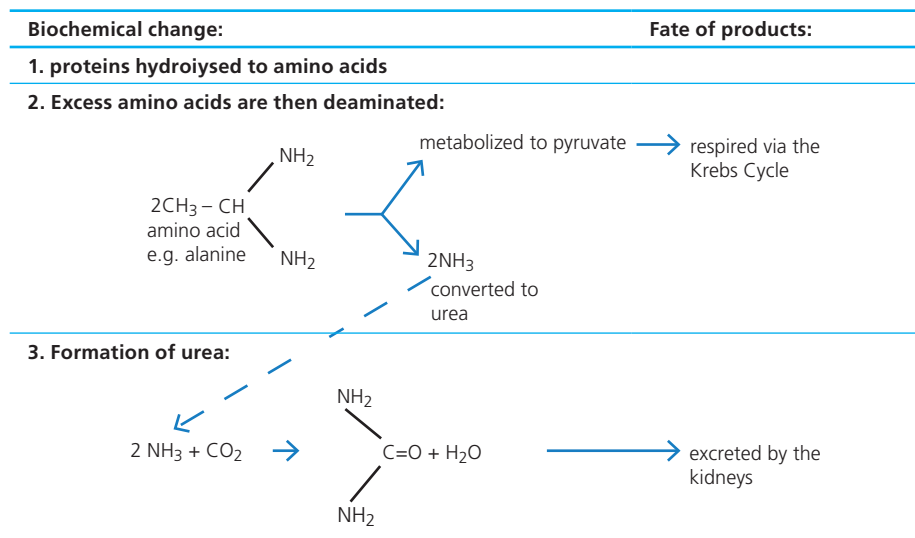 Biochemical change: Fate of products:
1. proteins hydroiysed to amino acids
2. Excess amino acids are then deaminated:
NH2
metabolized to pyruvate
respired via the
Krebs Cycle
2CH3 – CH
amino acid
e.g. alanine
NH2
2NH3
converted to
urea
3. Formation of urea:
NH2
2 NH3 + CO2
C=O + H2O
excreted by the
kidneys
NH2